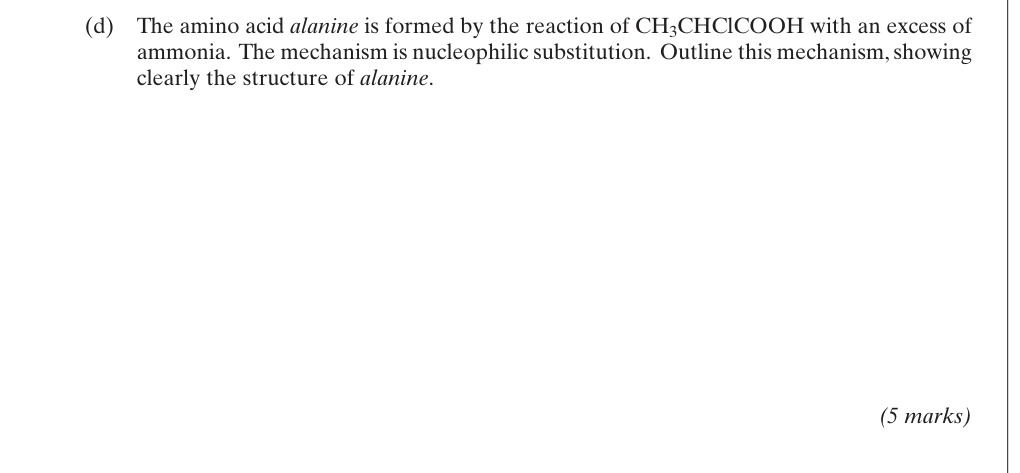 (d) The amino acid alanine is formed by the reaction of CH₃CHClCOOH with an excess of
ammonia. The mechanism is nucleophilic substitution. Outline this mechanism, showing
clearly the structure of alanine.
(5 marks)